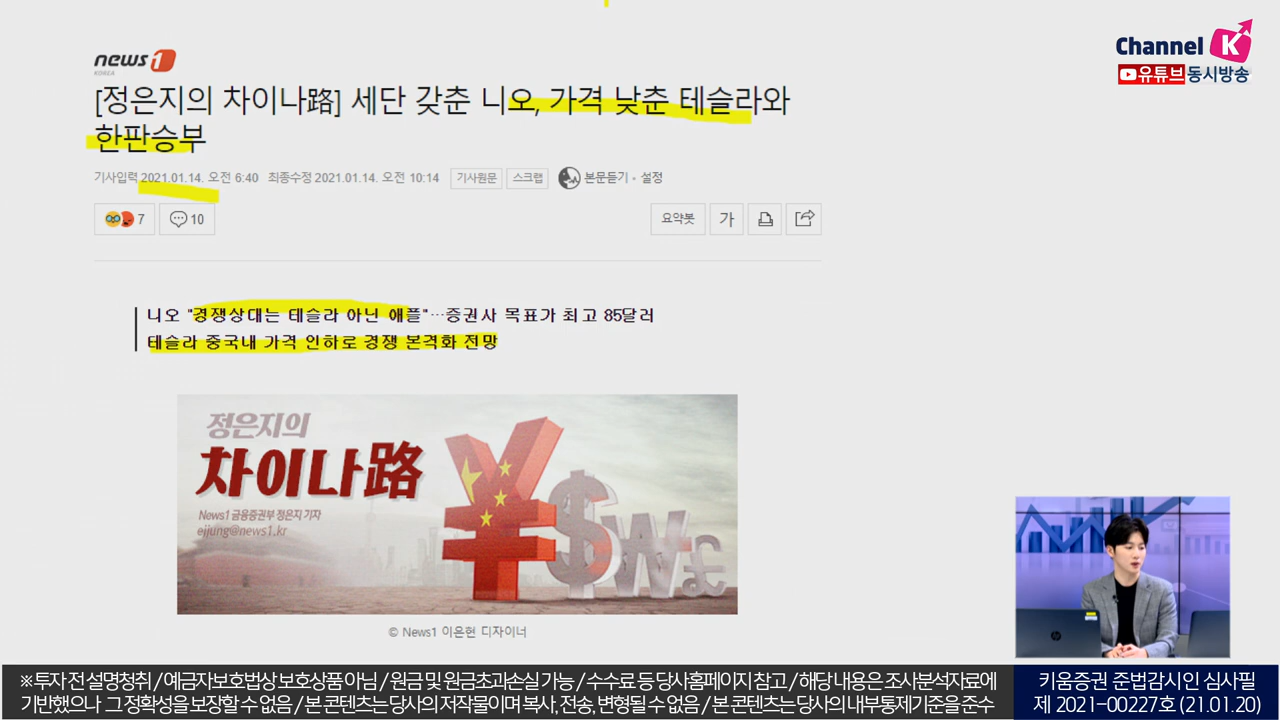 news1
KOREA
Channel K
유튜브 동시방송
[정은지의 차이나路] 세단 갖춘 니오, 가격 낮춘 테슬라와
한판승부
기사입력 2021.01.14. 오전 6:40 최종수정 2021.01.14. 오전 10:14 기사원문 스크랩 본문듣기 · 설정
7 10 요약봇 가
니오 "경쟁상대는 테슬라 아닌 애플"…증권사 목표가 최고 85달러
테슬라 중국내 가격 인하로 경쟁 본격화 전망
정은지의
차이나路
News1 금융증권부 정은지 기자
ejjung@news1.kr
© News1 이은현 디자이너
※ 투자 전 설명청취 / 예금자보호법상 보호상품 아님 / 원금 및 원금초과손실 가능 / 수수료 등 당사홈페이지 참고 / 해당 내용은 조사분석자료에
기반했으나 그 정확성을 보장할 수 없음 / 본 콘텐츠는 당사의 저작물이며 복사, 전송, 변형될 수 없음 / 본 콘텐츠는 당사의 내부통제기준을 준수
키움증권 준법감시인 심사필
제 2021-00227호 (21.01.20)